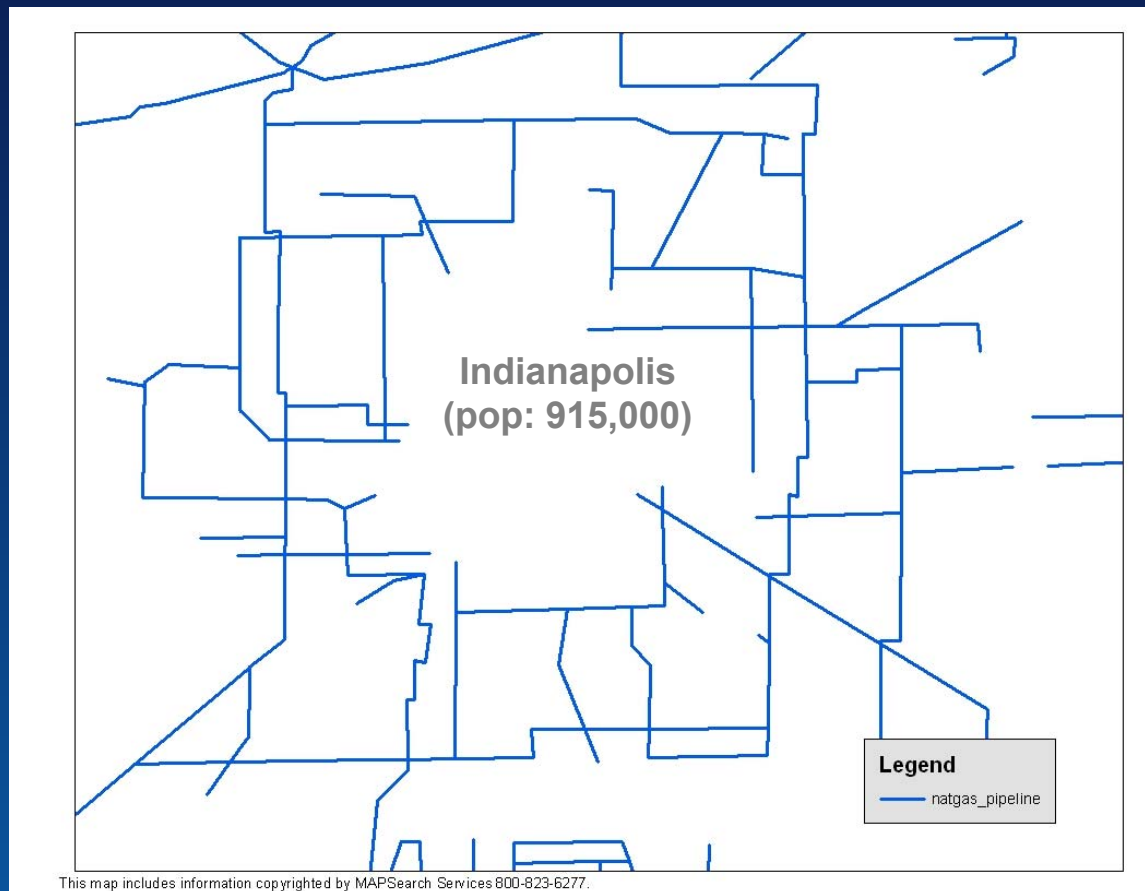 Indianapolis
(pop: 915,000)
Legend
natgas_pipeline
This map includes information copyrighted by MAPSearch Services 800-823-6277.